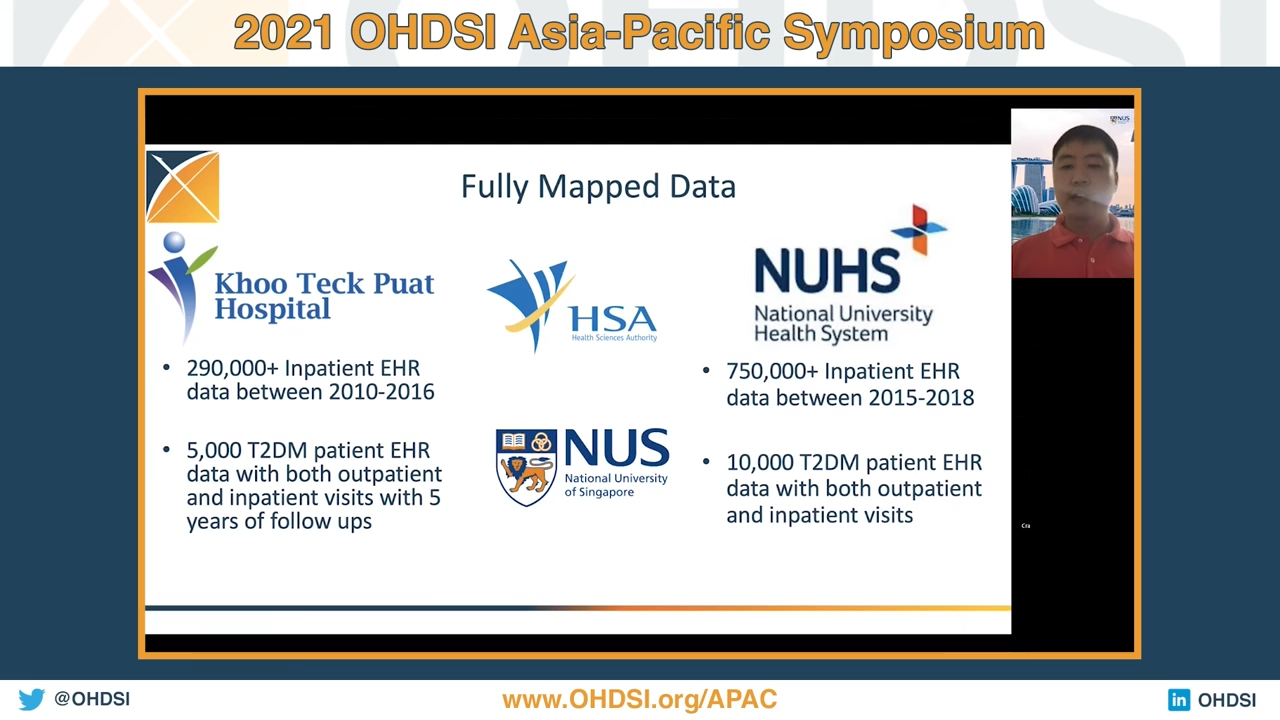 2021 OHDSI Asia-Pacific Symposium
NUS
Fully Mapped Data
Khoo Teck Puat
Hospital
HSA
Health Sciences Authority
NUHS
National University
Health System
• 290,000+ Inpatient EHR
data between 2010-2016
• 5,000 T2DM patient EHR
data with both outpatient
and inpatient visits with 5
years of follow ups
NUS
National University
of Singapore
• 750,000+ Inpatient EHR
data between 2015-2018
• 10,000 T2DM patient EHR
data with both outpatient
and inpatient visits
Cra
@OHDSI
www.OHDSI.org/APAC
in OHDSI